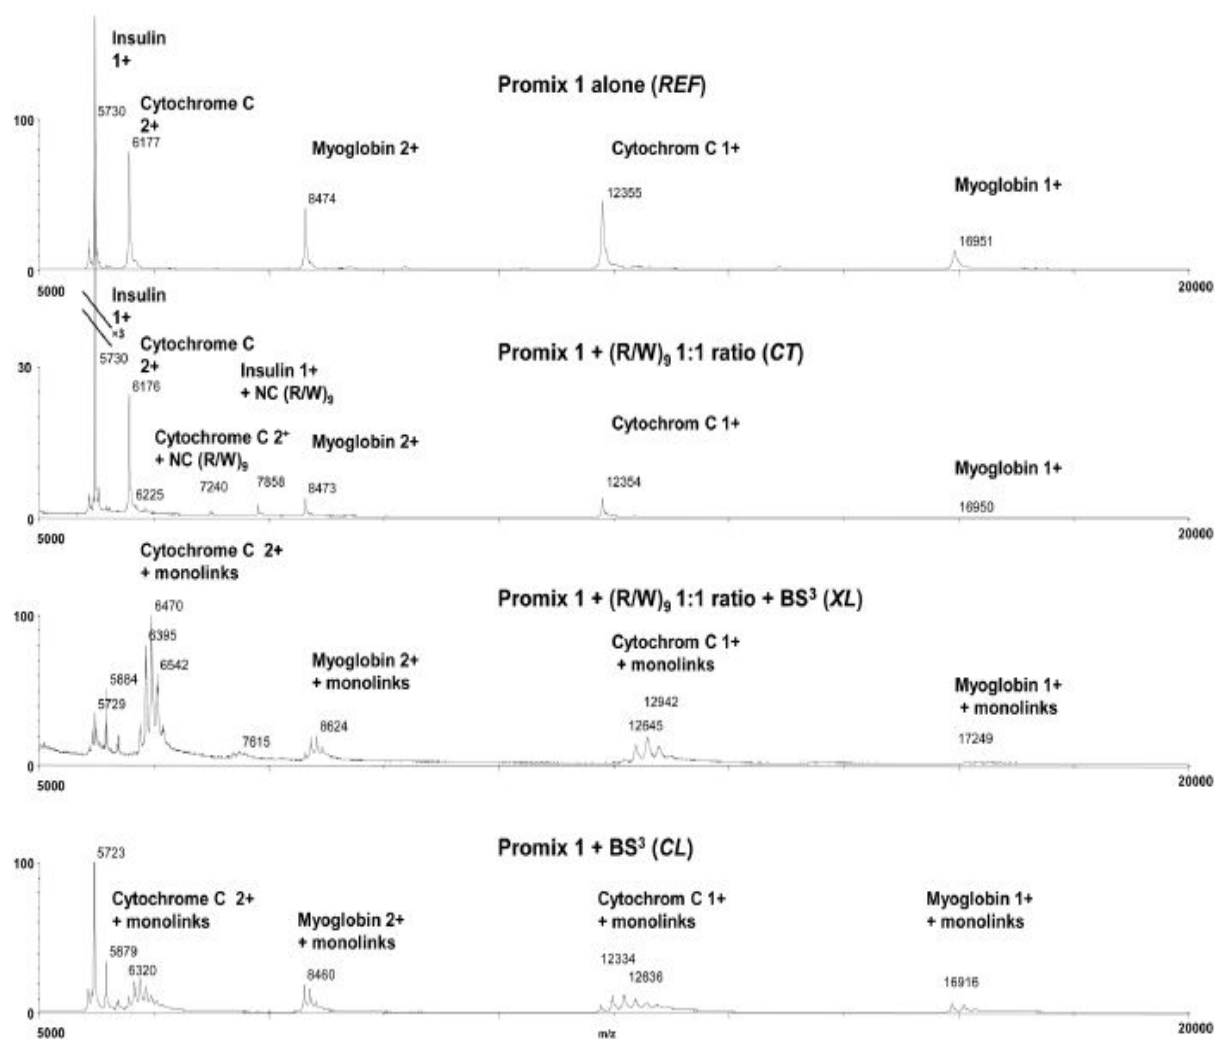 Insulin
1+
Promix 1 alone (REF)
5730
Cytochrome C
2+
100
6177
Myoglobin 2+
Cytochrom C 1+
Myoglobin 1+
8474
12355
16951
0
5000
20000
Insulin
1+
×3
5730
Cytochrome C
2+
Promix 1 + (R/W)₉ 1:1 ratio (CT)
30
6176
Insulin 1+
+ NC (R/W)₉
Cytochrome C 2⁺
+ NC (R/W)₉
Myoglobin 2+
Cytochrom C 1+
Myoglobin 1+
6225
7240
7858
8473
12354
16950
0
5000
20000
Cytochrome C 2+
+ monolinks
Promix 1 + (R/W)₉ 1:1 ratio + BS³ (XL)
100
6470
6395
6542
5884
5729
Myoglobin 2+
+ monolinks
Cytochrom C 1+
+ monolinks
Myoglobin 1+
+ monolinks
7615
8624
12942
12645
17249
0
5000
20000
Promix 1 + BS³ (CL)
100
5723
Cytochrome C 2+
+ monolinks
Myoglobin 2+
+ monolinks
Cytochrom C 1+
+ monolinks
Myoglobin 1+
+ monolinks
5879
6320
8460
12334
12636
16916
0
5000
m/z
20000